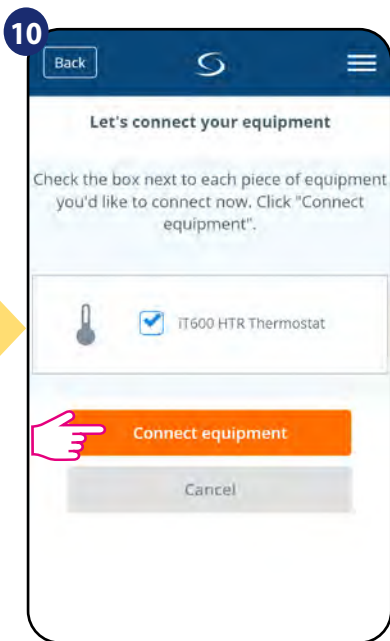 10
Back
Let's connect your equipment
Check the box next to each piece of equipment
you'd like to connect now. Click "Connect
equipment".
iT600 HTR Thermostat
Connect equipment
Cancel